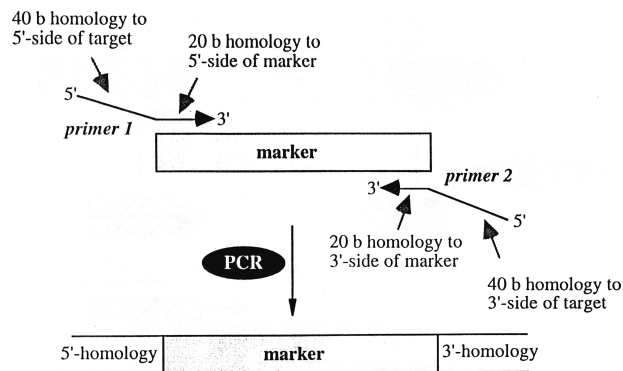 40 b homology to
5'-side of target
20 b homology to
5'-side of marker
5'
3'
primer 1
marker
primer 2
3'
5'
20 b homology to
3'-side of marker
PCR
40 b homology to
3'-side of target
5'-homology
marker
3'-homology